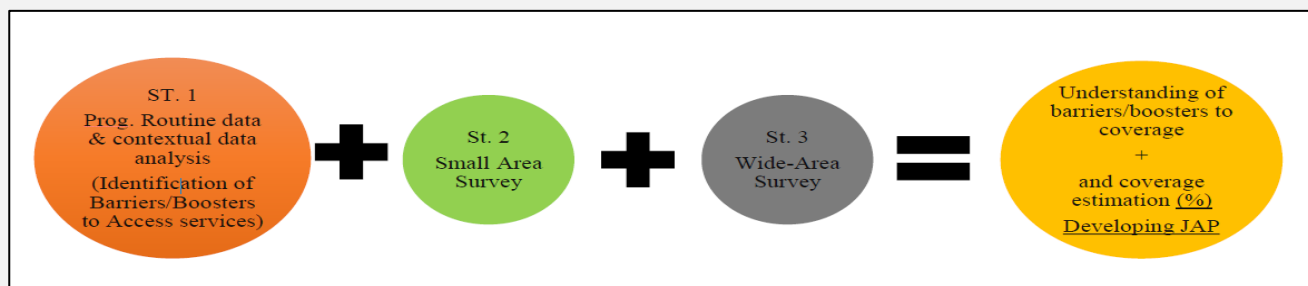 ST. 1
Prog. Routine data
& contextual data
analysis
(Identification of
Barriers/Boosters
to Access services)
St. 2
Small Area
Survey
St. 3
Wide-Area
Survey
Understanding of
barriers/boosters to
coverage
+
and coverage
estimation (%)
Developing JAP